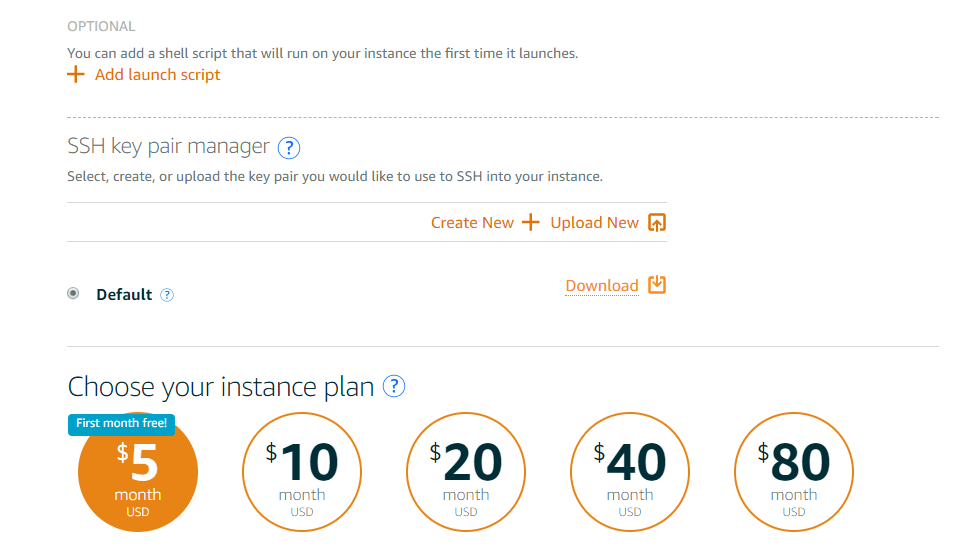 OPTIONAL
You can add a shell script that will run on your instance the first time it launches.
+ Add launch script
SSH key pair manager ?
Select, create, or upload the key pair you would like to use to SSH into your instance.
Create New + Upload New
Default ? Download
Choose your instance plan ?
First month free!
$5 $10 $20 $40 $80
month month month month month
USD USD USD USD USD